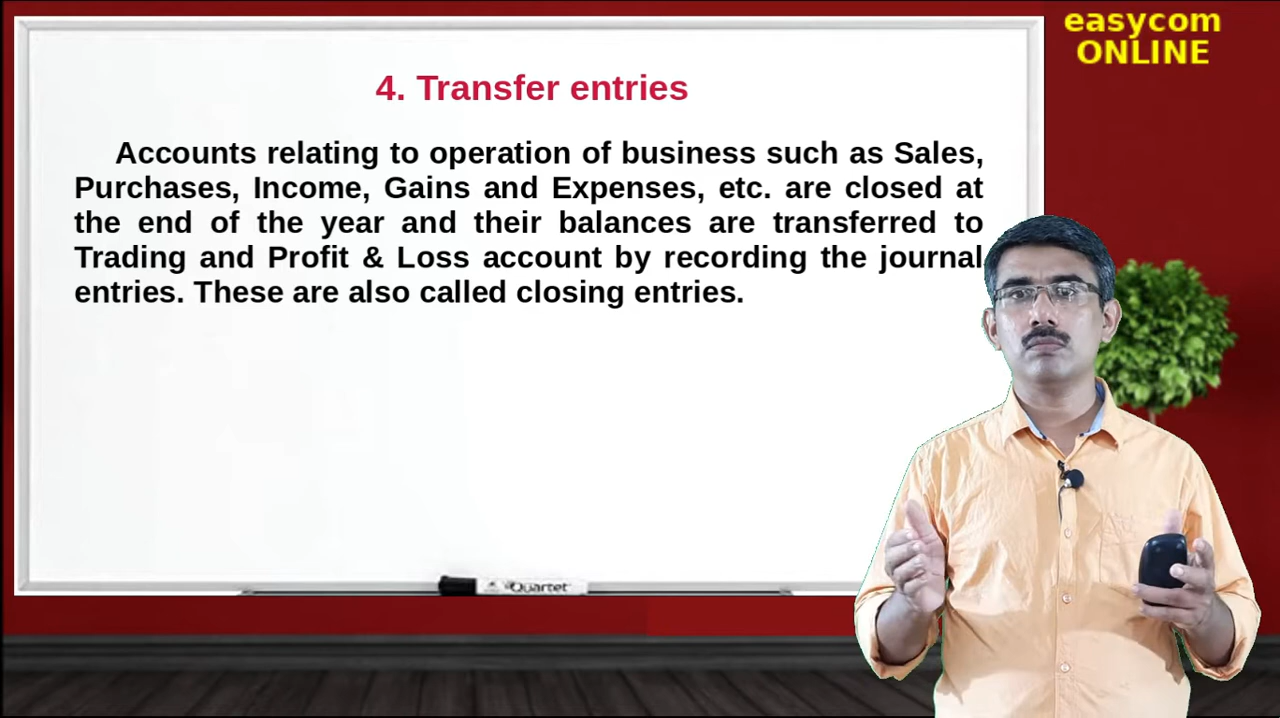 easycom
ONLINE
4. Transfer entries
Accounts relating to operation of business such as Sales,
Purchases, Income, Gains and Expenses, etc. are closed at
the end of the year and their balances are transferred to
Trading and Profit & Loss account by recording the journal
entries. These are also called closing entries.
Quartet